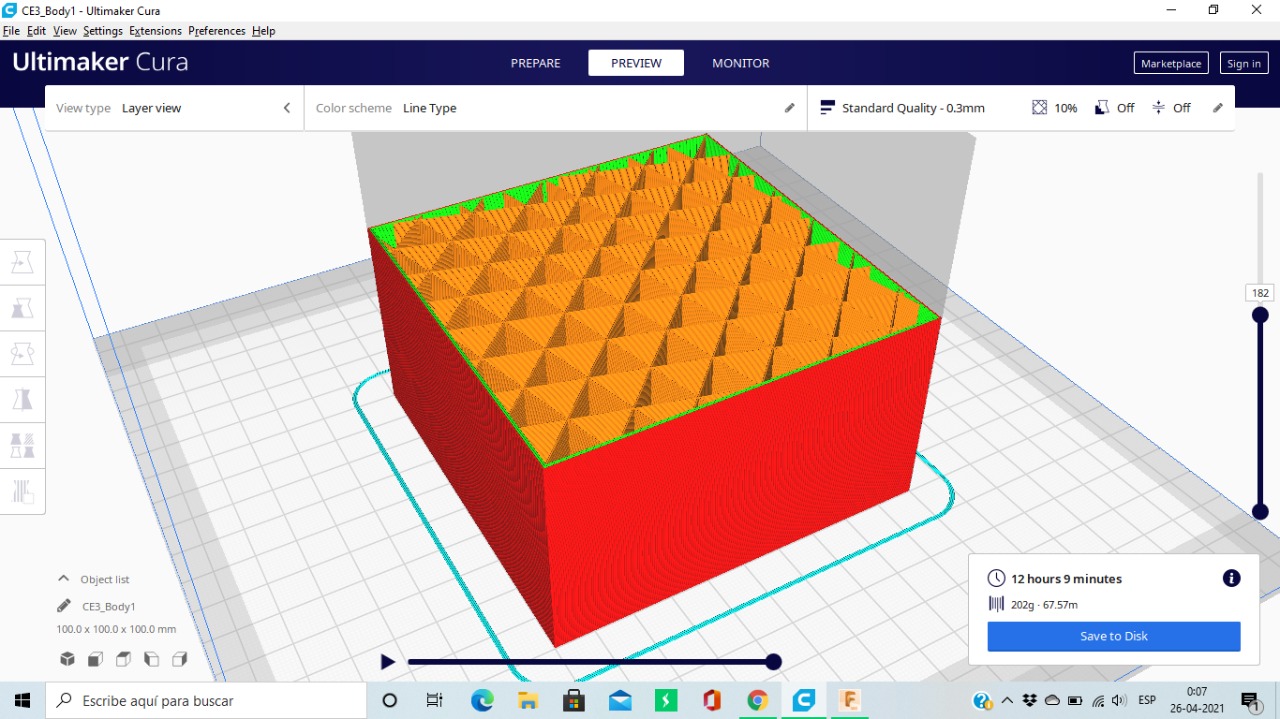 CE3_Body1 - Ultimaker Cura
File Edit View Settings Extensions Preferences Help
Ultimaker Cura PREPARE PREVIEW MONITOR Marketplace Sign in
View type Layer view Color scheme Line Type Standard Quality - 0.3mm 10% Off Off
182
12 hours 9 minutes
202g · 67.57m
Save to Disk
Object list
CE3_Body1
100.0 x 100.0 x 100.0 mm
Escribe aquí para buscar
ESP
0:07
26-04-2021
1